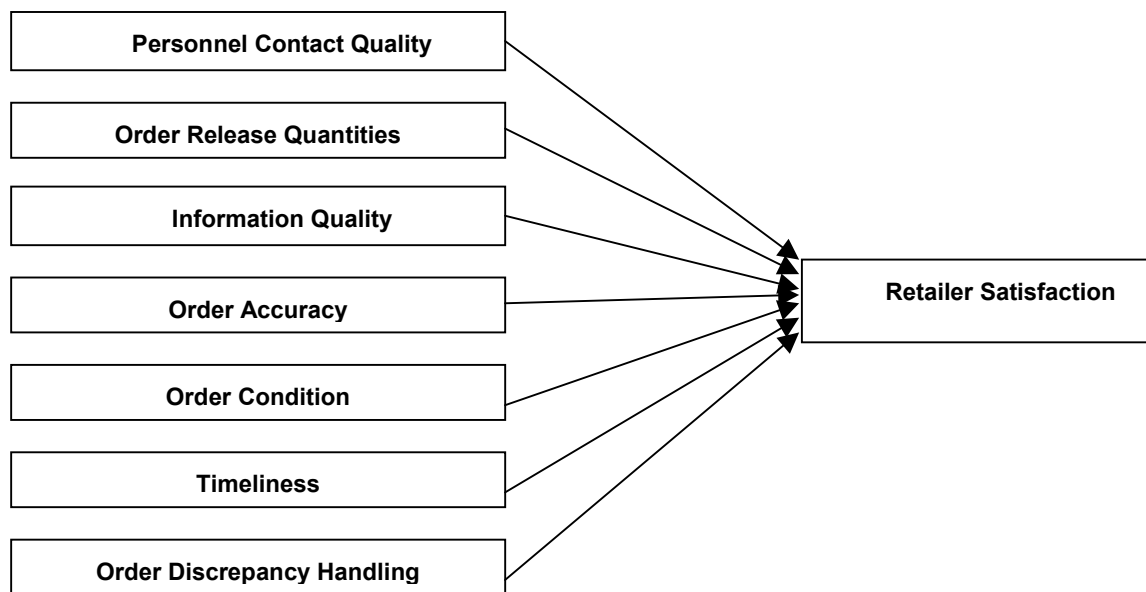 Personnel Contact Quality
Order Release Quantities
Information Quality
Order Accuracy
Order Condition
Timeliness
Order Discrepancy Handling
Retailer Satisfaction